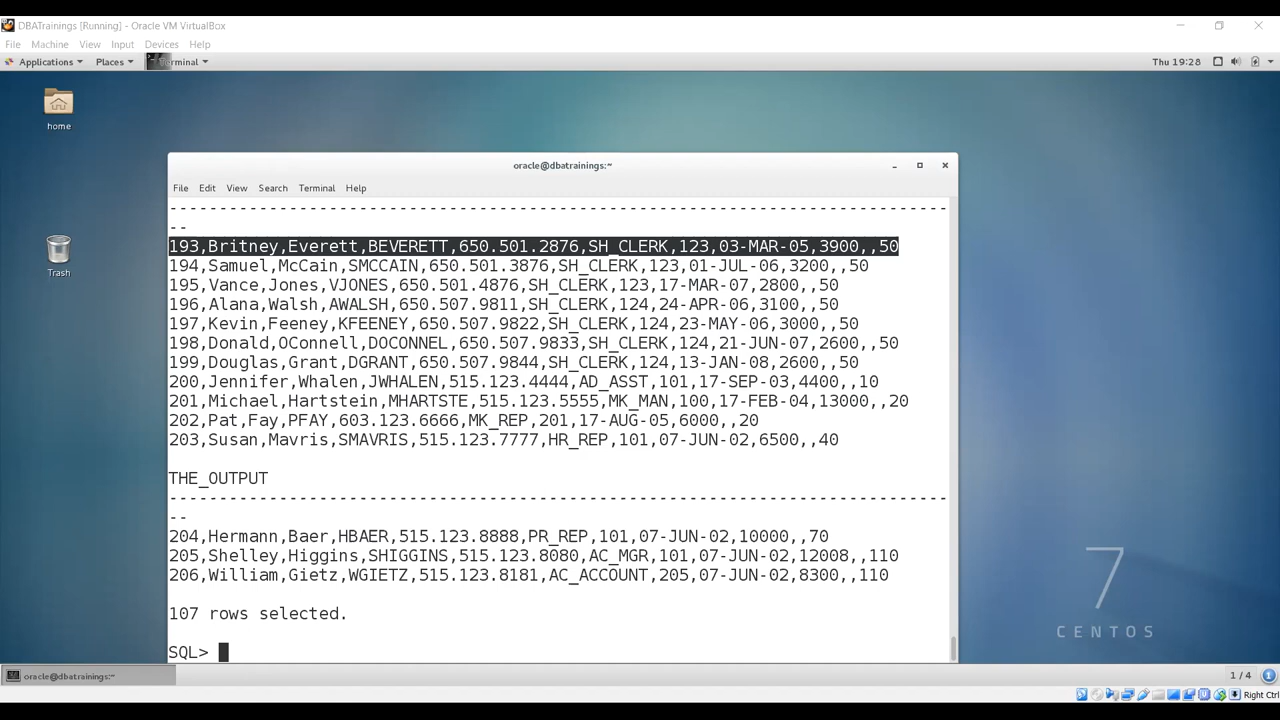 DBATrainings [Running] - Oracle VM VirtualBox
File Machine View Input Devices Help
Applications Places Terminal Thu 19:28
home
Trash
oracle@dbatrainings:~
File Edit View Search Terminal Help
-------------------------------------------------------------------------------
--
193,Britney,Everett,BEVERETT,650.501.2876,SH_CLERK,123,03-MAR-05,3900,,50
194,Samuel,McCain,SMCCAIN,650.501.3876,SH_CLERK,123,01-JUL-06,3200,,50
195,Vance,Jones,VJONES,650.501.4876,SH_CLERK,123,17-MAR-07,2800,,50
196,Alana,Walsh,AWALSH,650.507.9811,SH_CLERK,124,24-APR-06,3100,,50
197,Kevin,Feeney,KFEENEY,650.507.9822,SH_CLERK,124,23-MAY-06,3000,,50
198,Donald,OConnell,DOCONNEL,650.507.9833,SH_CLERK,124,21-JUN-07,2600,,50
199,Douglas,Grant,DGRANT,650.507.9844,SH_CLERK,124,13-JAN-08,2600,,50
200,Jennifer,Whalen,JWHALEN,515.123.4444,AD_ASST,101,17-SEP-03,4400,,10
201,Michael,Hartstein,MHARTSTE,515.123.5555,MK_MAN,100,17-FEB-04,13000,,20
202,Pat,Fay,PFAY,603.123.6666,MK_REP,201,17-AUG-05,6000,,20
203,Susan,Mavris,SMAVRIS,515.123.7777,HR_REP,101,07-JUN-02,6500,,40
THE_OUTPUT
-------------------------------------------------------------------------------
--
204,Hermann,Baer,HBAER,515.123.8888,PR_REP,101,07-JUN-02,10000,,70
205,Shelley,Higgins,SHIGGINS,515.123.8080,AC_MGR,101,07-JUN-02,12008,,110
206,William,Gietz,WGIETZ,515.123.8181,AC_ACCOUNT,205,07-JUN-02,8300,,110
107 rows selected.
SQL>
7
CENTOS
oracle@dbatrainings:~ 1 / 4
Right Ctrl